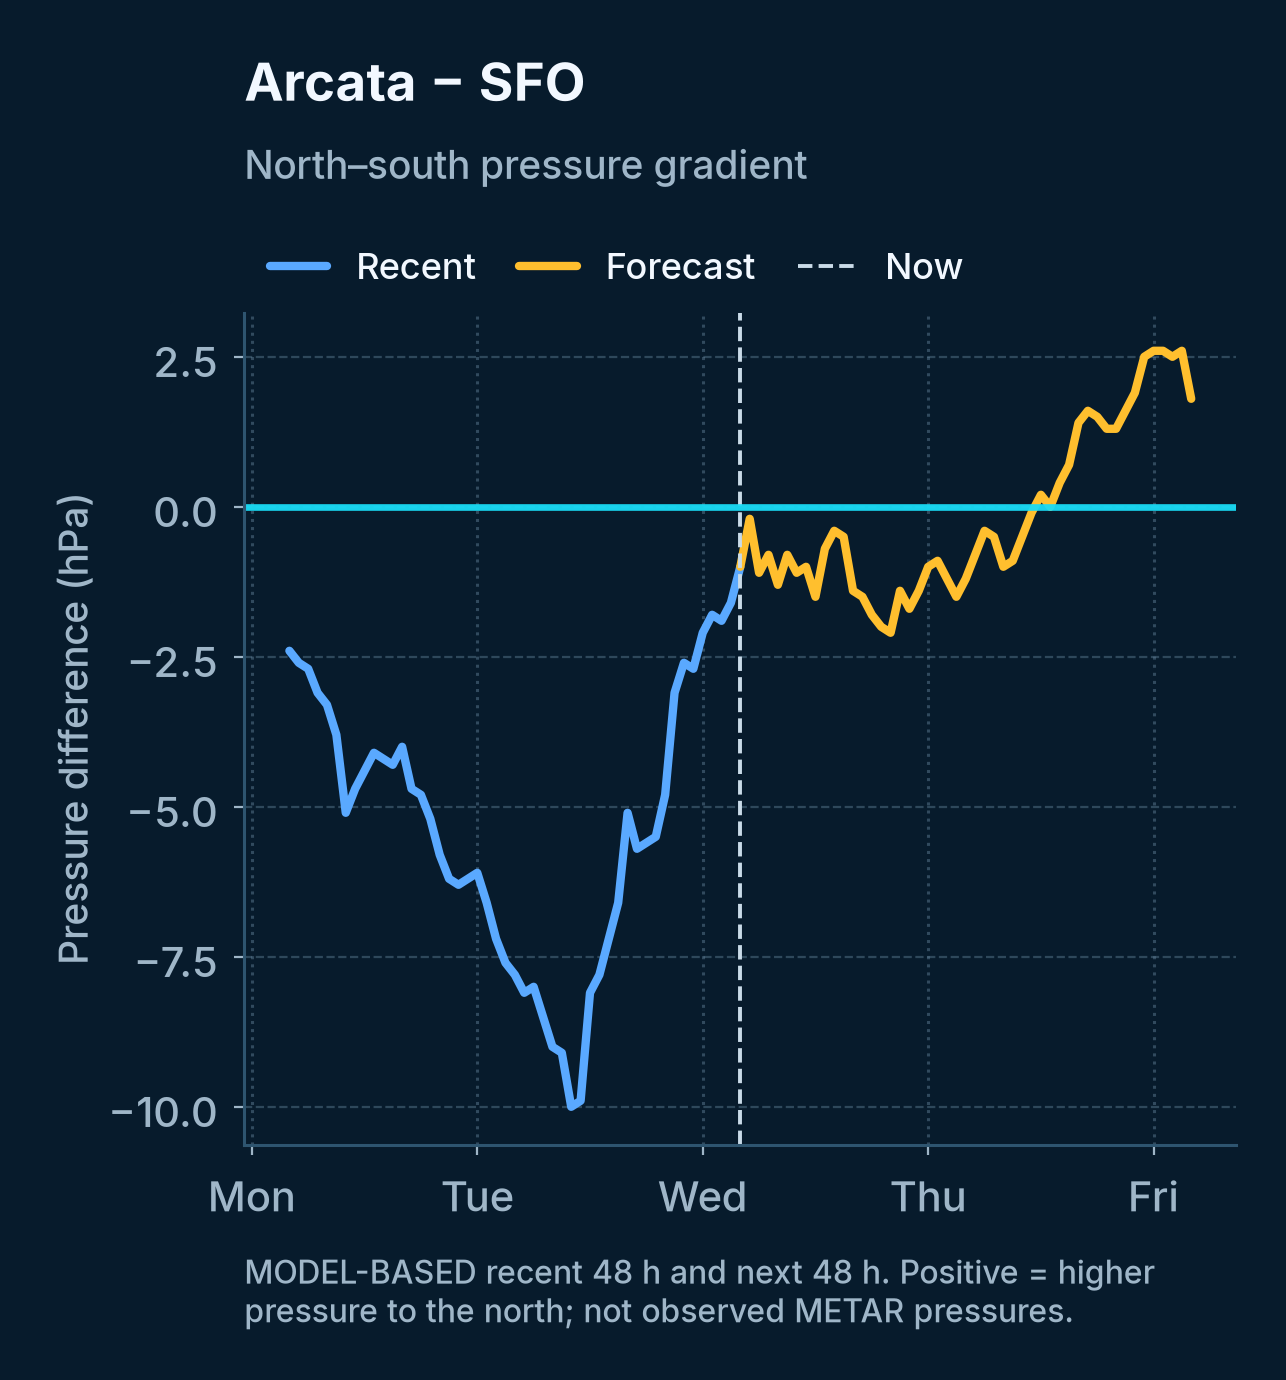 Arcata – SFO
North–south pressure gradient
Recent Forecast Now
2.5
0.0
−2.5
−5.0
−7.5
−10.0
Pressure difference (hPa)
Mon Tue Wed Thu Fri
MODEL-BASED recent 48 h and next 48 h. Positive = higher
pressure to the north; not observed METAR pressures.